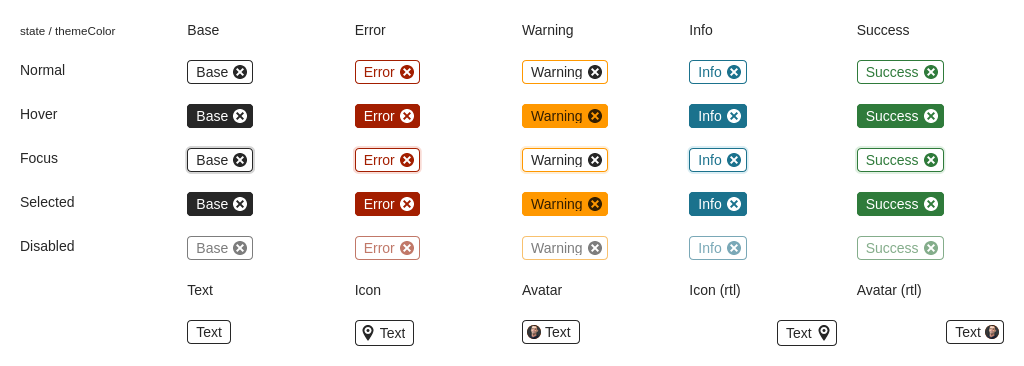 state / themeColor Base Error Warning Info Success
Normal Base Error Warning Info Success
Hover Base Error Warning Info Success
Focus Base Error Warning Info Success
Selected Base Error Warning Info Success
Disabled Base Error Warning Info Success
Text Icon Avatar Icon (rtl) Avatar (rtl)
Text Text Text Text Text